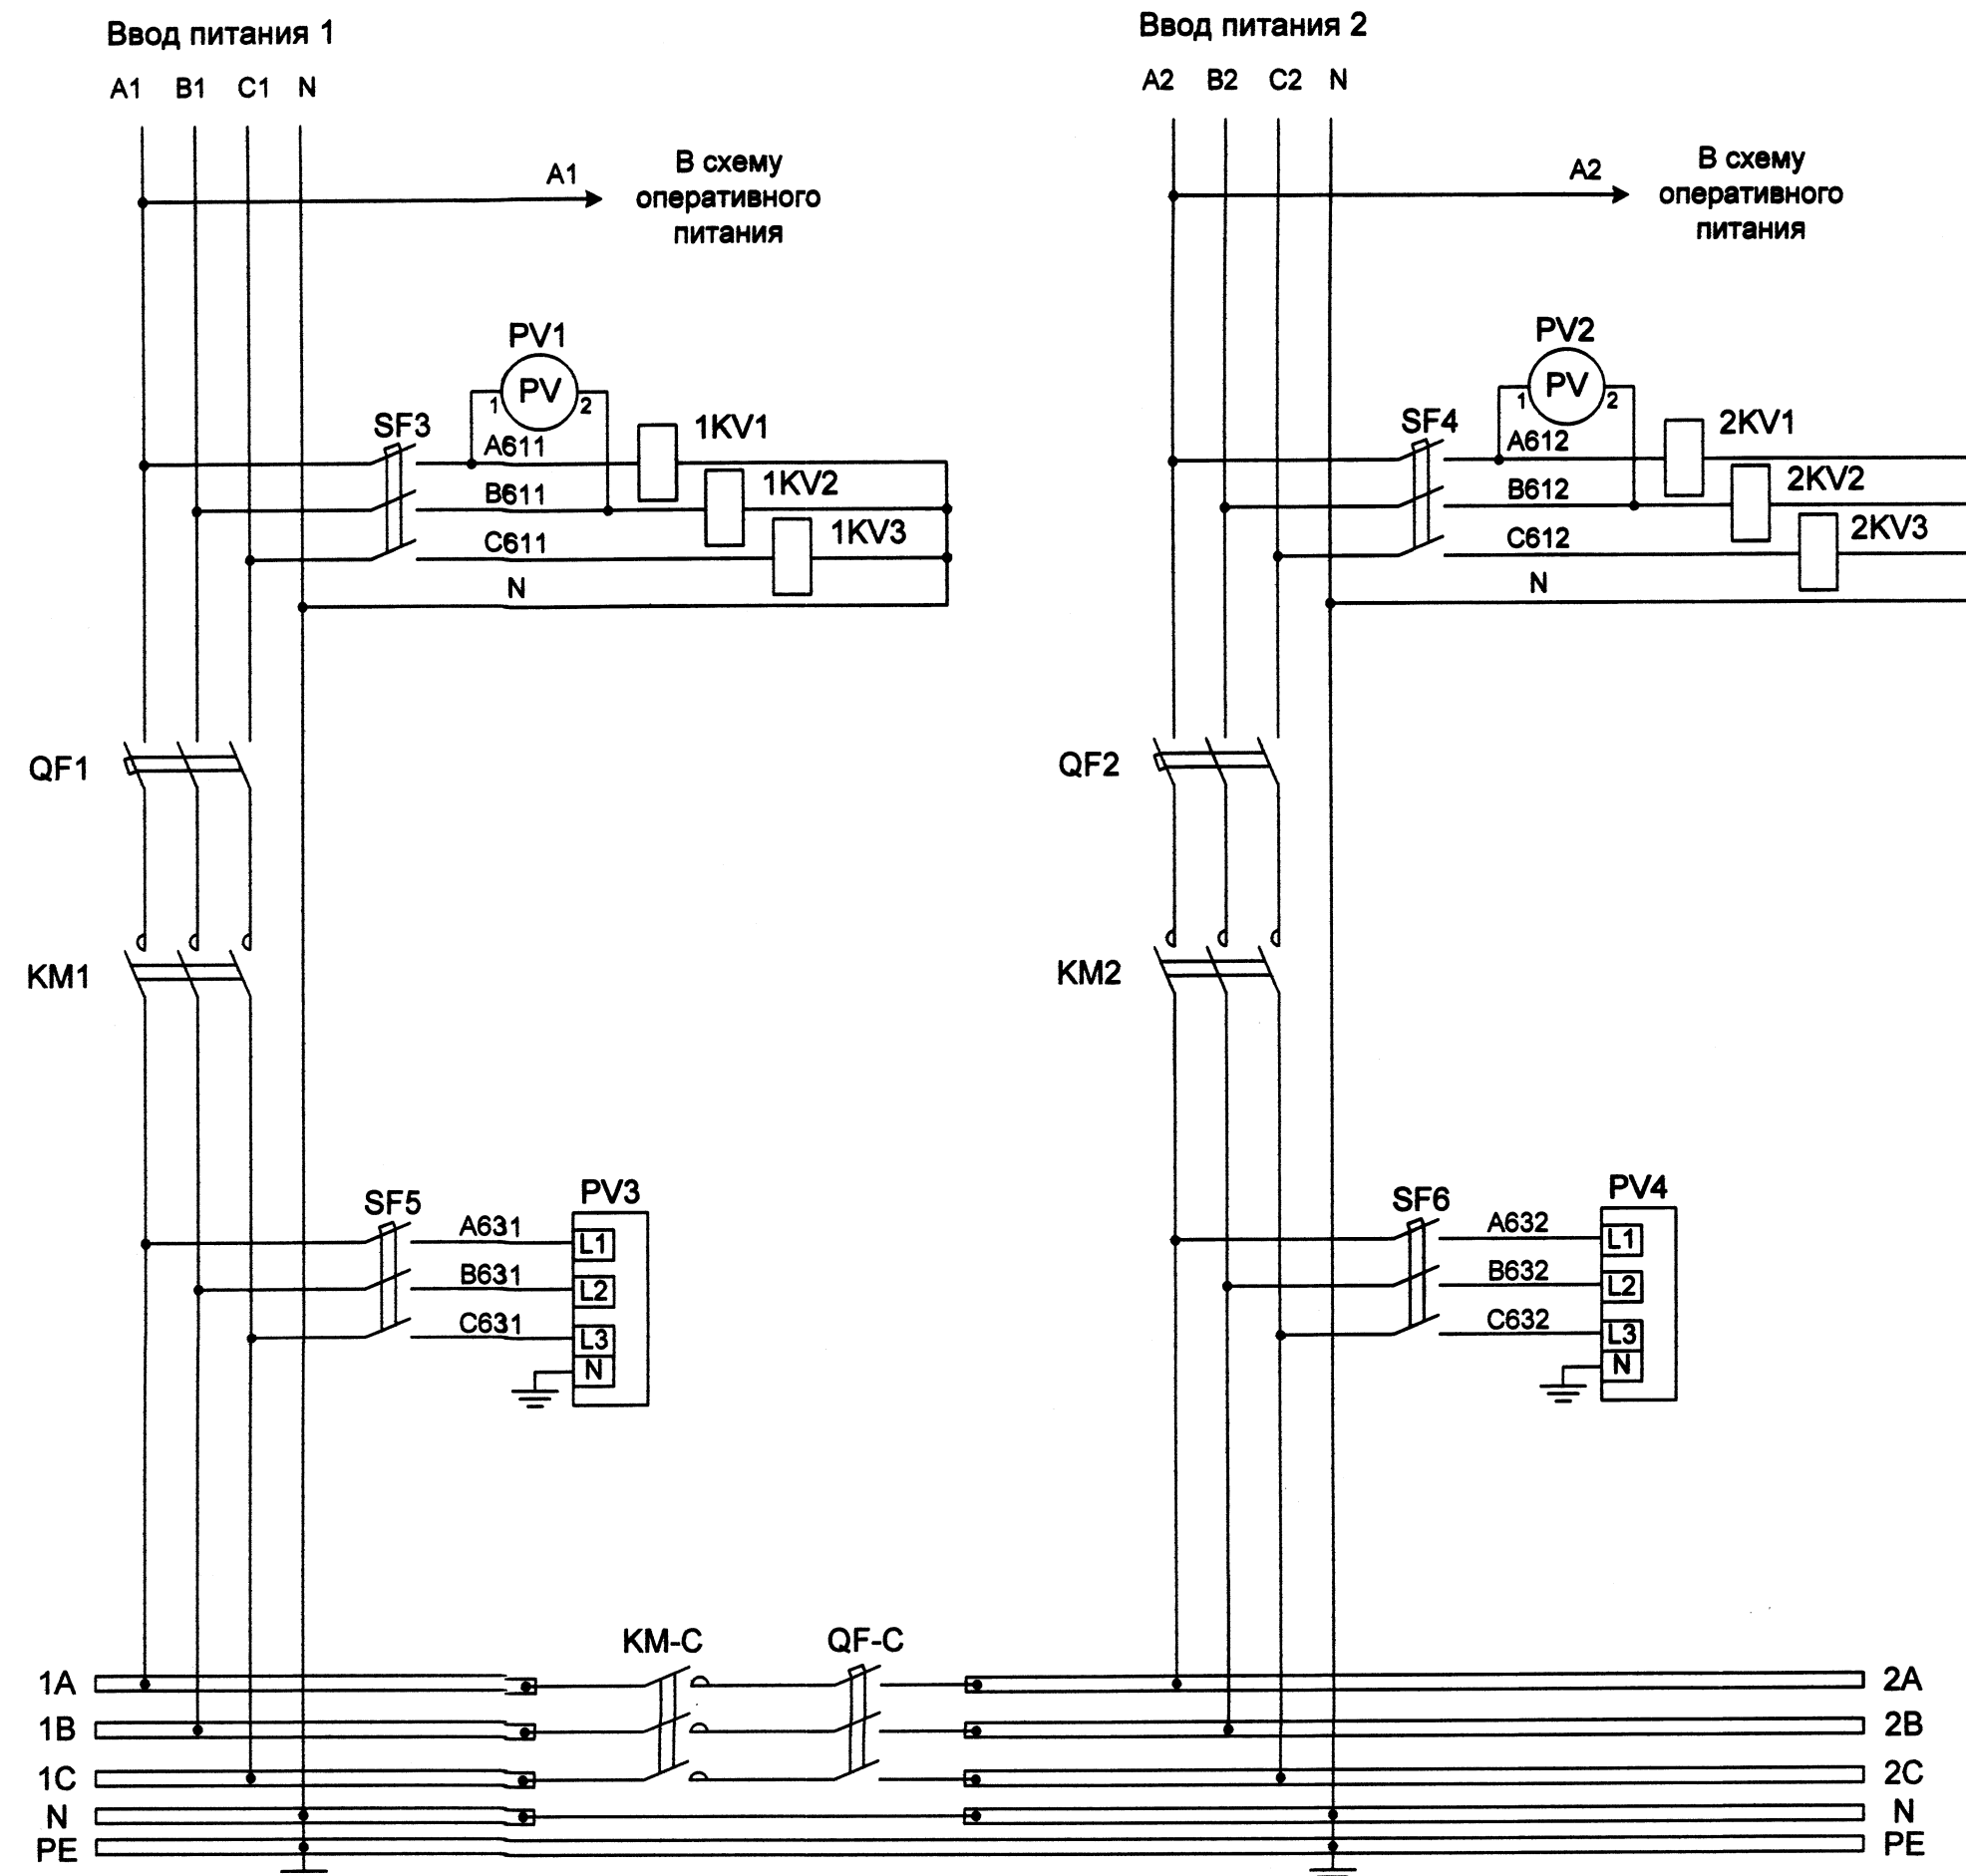 Ввод питания 1
A1 B1 C1 N
A1
В схему
оперативного
питания
PV1
PV
1 2
SF3
A611
1KV1
B611
1KV2
C611
1KV3
N
QF1
KM1
SF5
PV3
A631
L1
B631
L2
C631
L3
N
Ввод питания 2
A2 B2 C2 N
A2
В схему
оперативного
питания
PV2
PV
1 2
SF4
A612
2KV1
B612
2KV2
C612
2KV3
N
QF2
KM2
SF6
PV4
A632
L1
B632
L2
C632
L3
N
KM-C QF-C
1A 2A
1B 2B
1C 2C
N N
PE PE